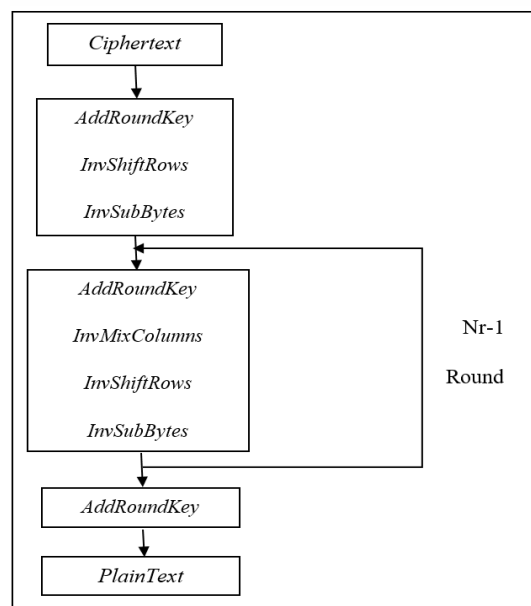 Ciphertext
AddRoundKey
InvShiftRows
InvSubBytes
AddRoundKey
InvMixColumns
InvShiftRows
InvSubBytes
Nr-1
Round
AddRoundKey
PlainText